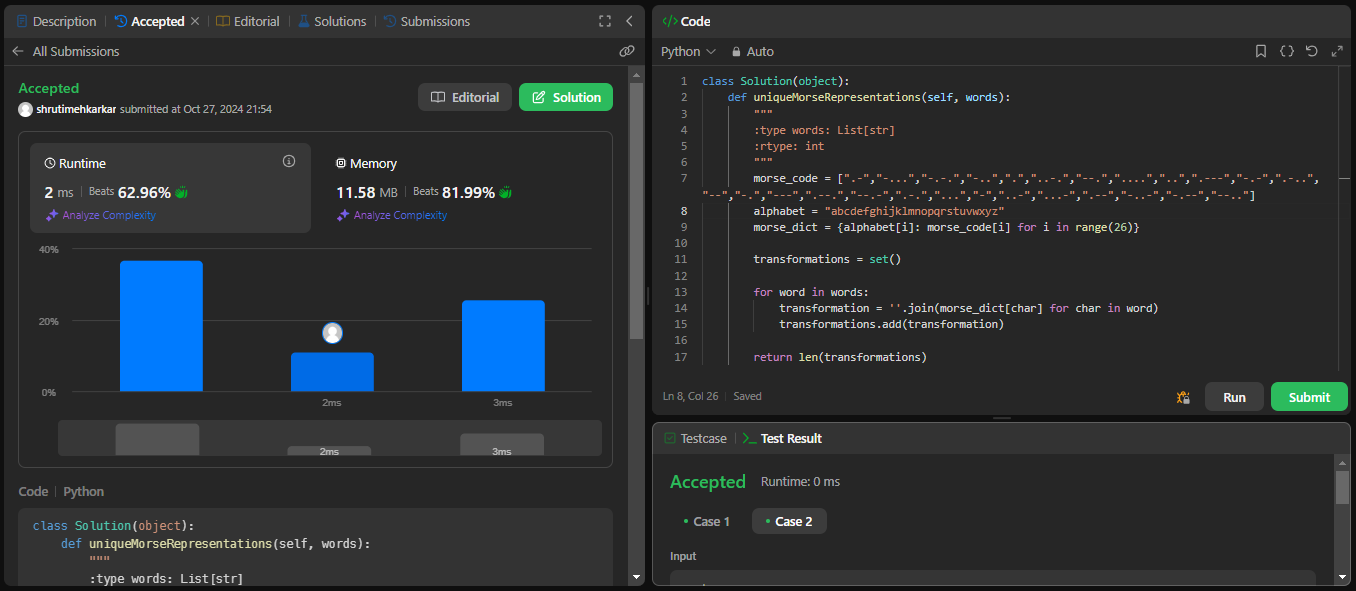 Description
Accepted
Editorial
Solutions
Submissions
All Submissions
Accepted
shrutimehkarkar submitted at Oct 27, 2024 21:54
Editorial
Solution
Runtime
2 ms
Beats 62.96%
Analyze Complexity
Memory
11.58 MB
Beats 81.99%
Analyze Complexity
40%
20%
0%
2ms
3ms
2ms
3ms
Code
Python
class Solution(object):
def uniqueMorseRepresentations(self, words):
"""
:type words: List[str]
Code
Python
Auto
1 class Solution(object):
2 def uniqueMorseRepresentations(self, words):
3 """
4 :type words: List[str]
5 :rtype: int
6 """
7 morse_code = [".-","-...","-.-.","-..",".","..-.","--.","....","..",".---","-.-",".-..",
"--","-.","---",".--.","--.-",".-.","...","-","..-","...-",".--","-..-","-.--","--.."]
8 alphabet = "abcdefghijklmnopqrstuvwxyz"
9 morse_dict = {alphabet[i]: morse_code[i] for i in range(26)}
10
11 transformations = set()
12
13 for word in words:
14 transformation = ''.join(morse_dict[char] for char in word)
15 transformations.add(transformation)
16
17 return len(transformations)
Ln 8, Col 26
Saved
Run
Submit
Testcase
Test Result
Accepted
Runtime: 0 ms
Case 1
Case 2
Input